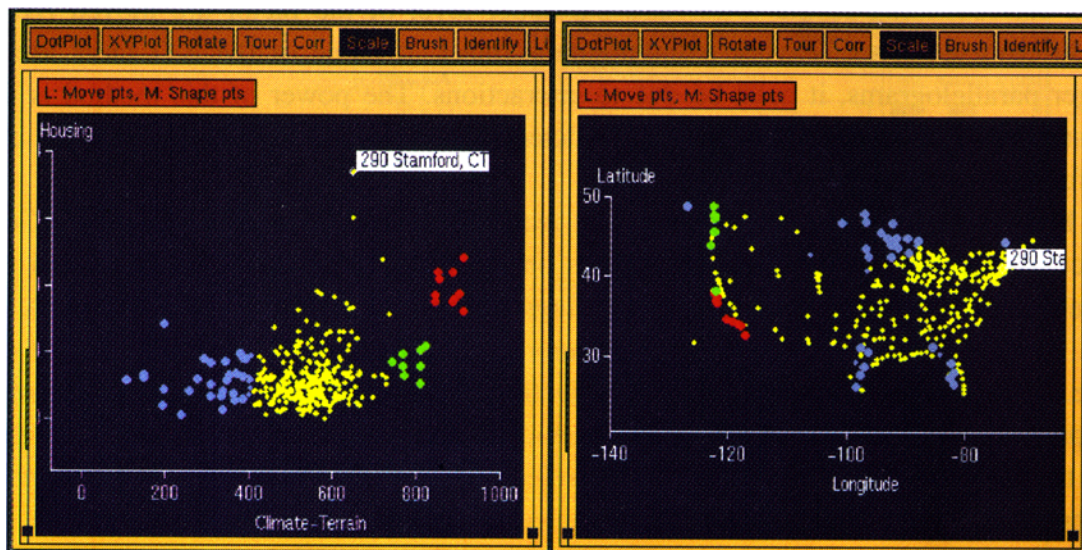 DotPlot XYPlot Rotate Tour Corr Scale Brush Identify
L: Move pts, M: Shape pts
Housing
290 Stamford, CT
0 200 400 600 800 1000
Climate-Terrain
DotPlot XYPlot Rotate Tour Corr Scale Brush Identify L
L: Move pts, M: Shape pts
Latitude
50
290 Sta
40
30
-140 -120 -100 -80
Longitude